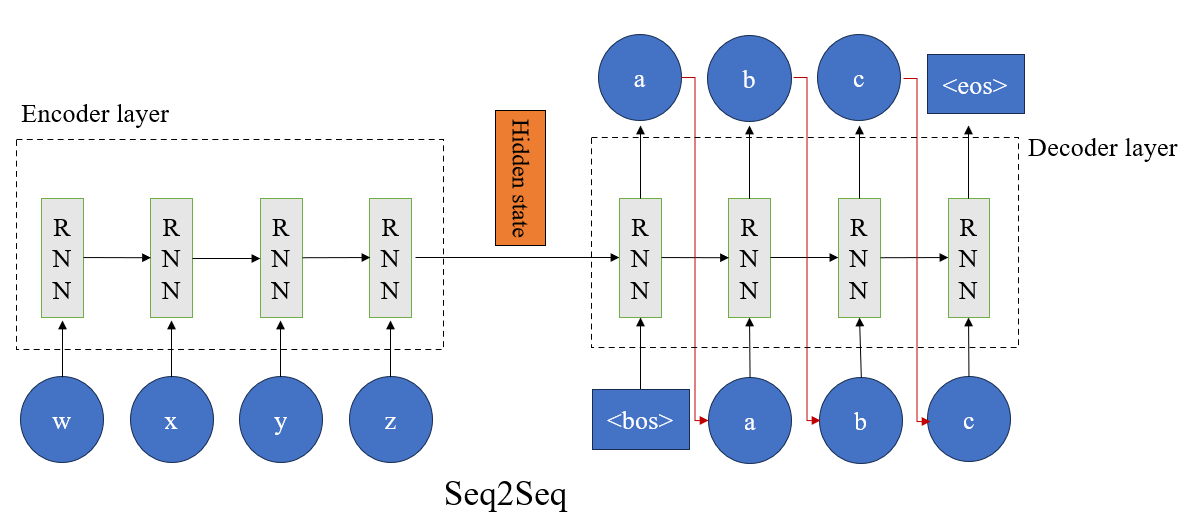 a b c <eos>
Encoder layer
Hidden state
Decoder layer
R R R R R R R R
N N N N N N N N
N N N N N N N N
w x y z <bos> a b c
Seq2Seq